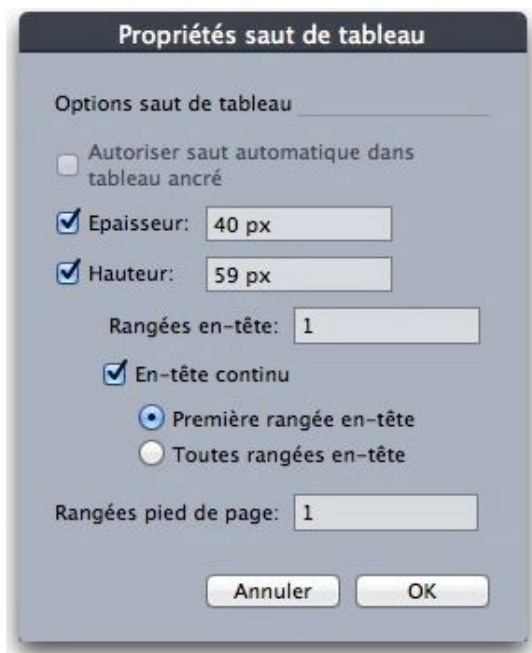 Propriétés saut de tableau
Options saut de tableau
Autoriser saut automatique dans
tableau ancré
Epaisseur: 40 px
Hauteur: 59 px
Rangées en-tête: 1
En-tête continu
Première rangée en-tête
Toutes rangées en-tête
Rangées pied de page: 1
Annuler OK